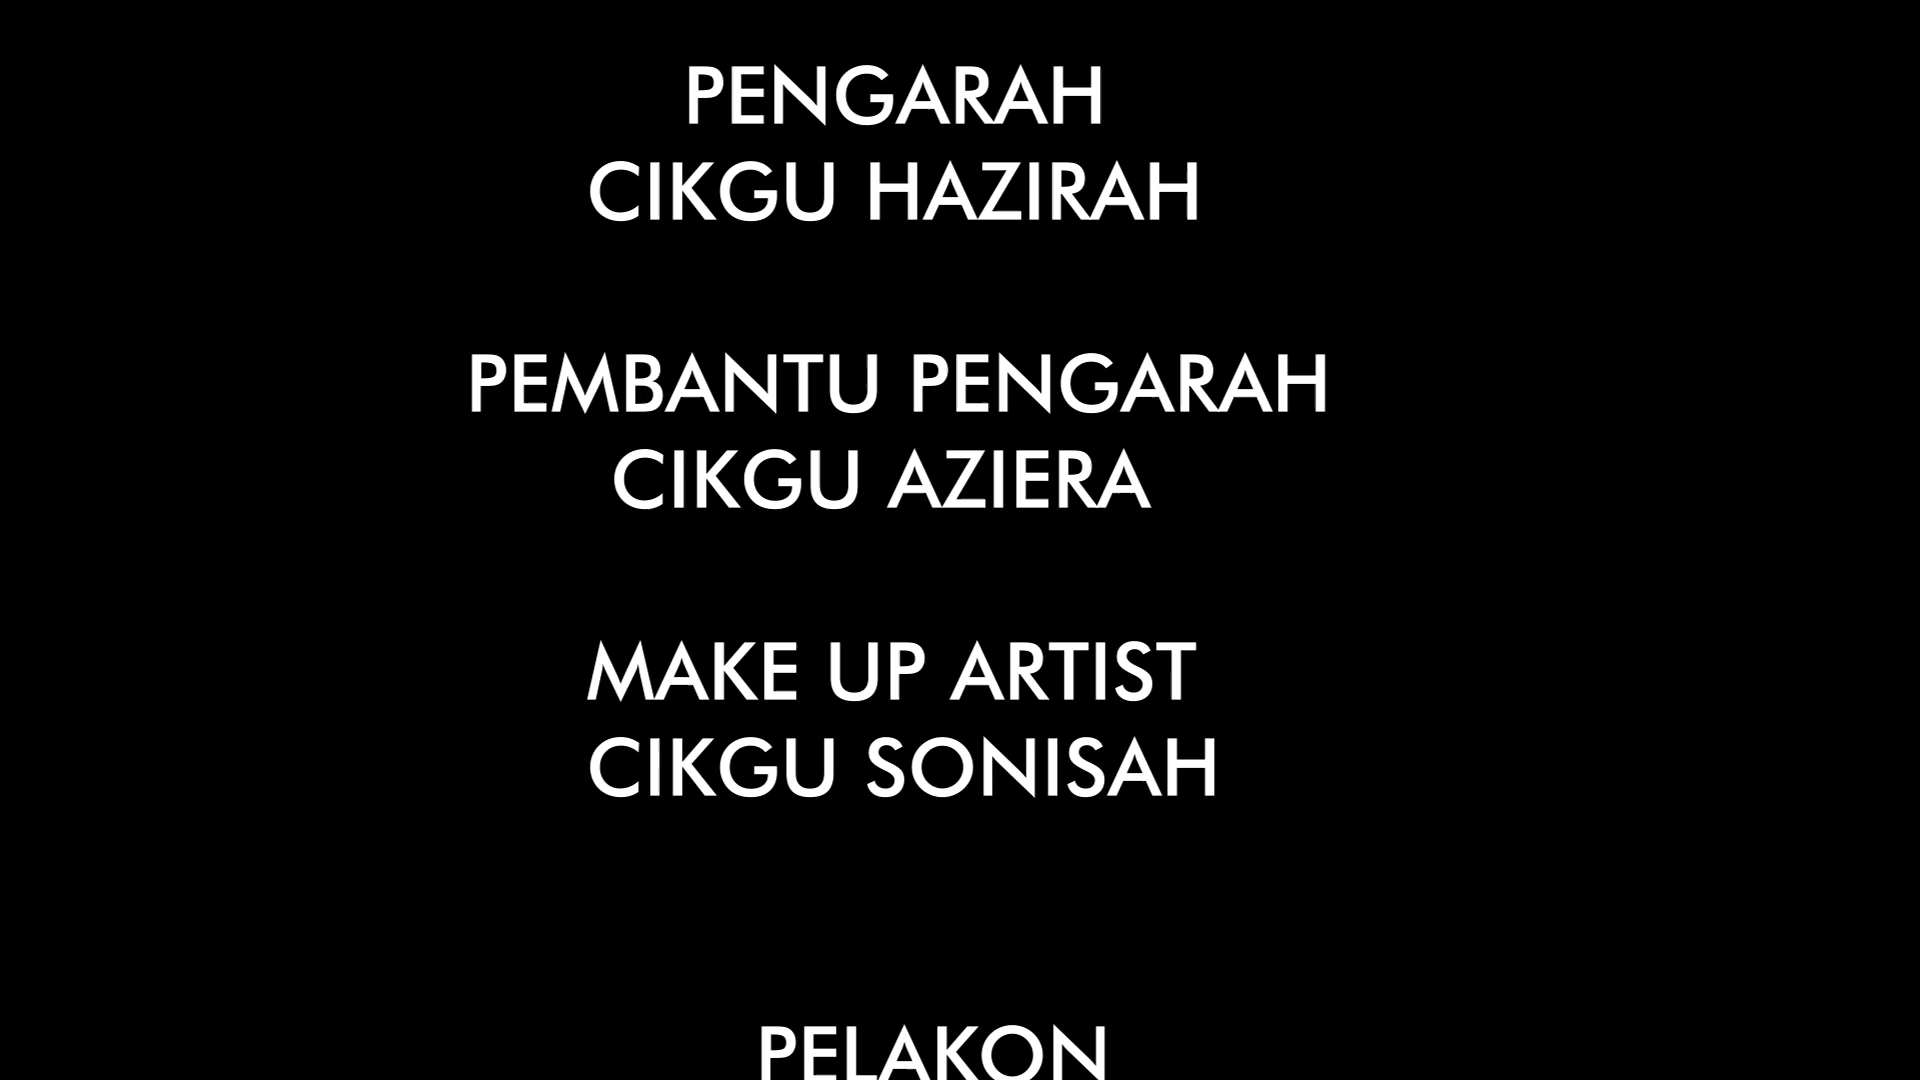 PENGARAH
CIKGU HAZIRAH
PEMBANTU PENGARAH
CIKGU AZIERA
MAKE UP ARTIST
CIKGU SONISAH
PELAKON